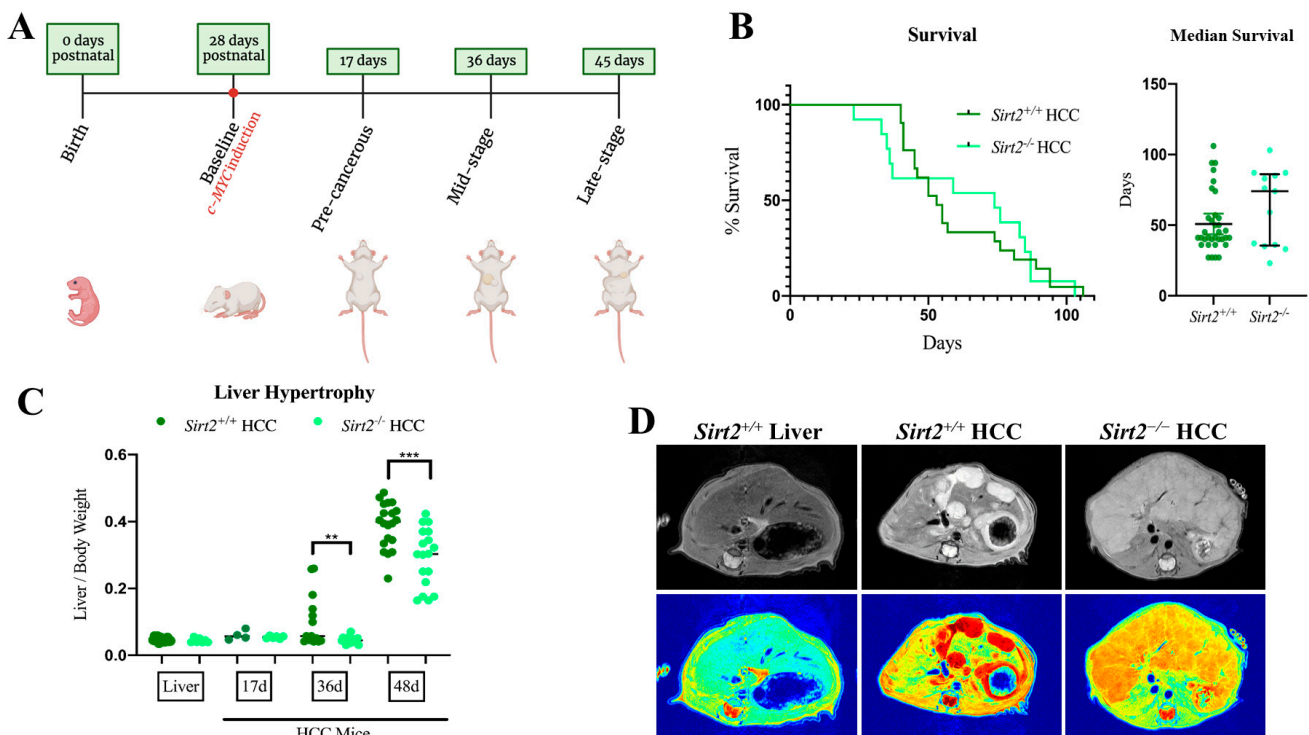 A
0 days
postnatal
28 days
postnatal
17 days
36 days
45 days
Birth
Baseline
c-MYC induction
Pre-cancerous
Mid-stage
Late-stage
B
Survival
% Survival
100
50
0
0
50
100
Days
Sirt2+/+ HCC
Sirt2-/- HCC
Median Survival
Days
150
100
50
0
Sirt2+/+
Sirt2-/-
C
Liver Hypertrophy
Sirt2+/+ HCC
Sirt2-/- HCC
Liver / Body Weight
0.6
0.4
0.2
0.0
**
***
Liver
17d
36d
48d
HCC Mice
D
Sirt2+/+ Liver
Sirt2+/+ HCC
Sirt2−/− HCC